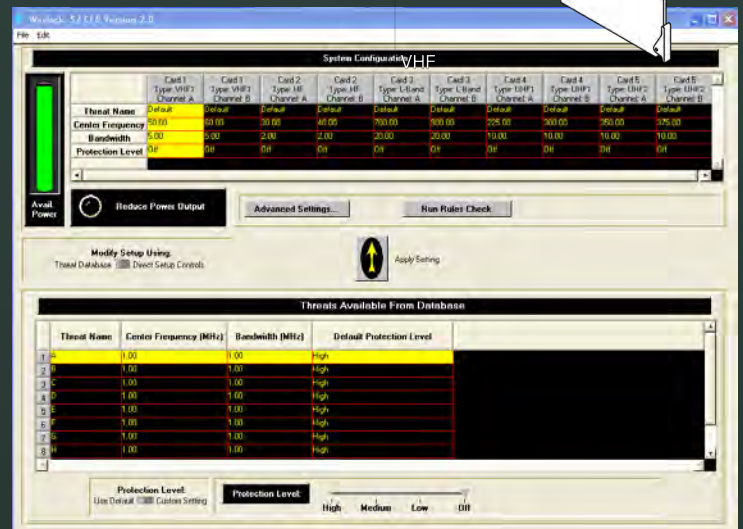 File Edit
System Configuration
VHF
Card 1 Card 1 Card 2 Card 2 Card 3 Card 3 Card 4 Card 4 Card 5 Card 5
Type: VHF1 Type: VHF1 Type: HF Type: HF Type: L-Band Type: L-Band Type: UHF1 Type: UHF1 Type: UHF2 Type: UHF2
Channel: A Channel: B Channel: A Channel: B Channel: A Channel: B Channel: A Channel: B Channel: A Channel: B
Threat Name Default Default Default Default Default Default Default Default Default Default
Center Frequency 50.00 60.00 30.00 40.00 700.00 900.00 225.00 300.00 350.00 375.00
Bandwidth 5.00 5.00 2.00 2.00 20.00 20.00 10.00 10.00 10.00 10.00
Protection Level Off Off Off Off Off Off Off Off Off Off
Avail. Power
Reduce Power Output
Advanced Settings...
Run Rules Check
Modify Setup Using:
Threat Database Direct Setup Controls
Apply Setting
Threats Available From Database
Threat Name Center Frequency (MHz) Bandwidth (MHz) Default Protection Level
1 A 1.00 1.00 High
2 B 1.00 1.00 High
3 C 1.00 1.00 High
4 D 1.00 1.00 High
5 E 1.00 1.00 High
6 F 1.00 1.00 High
7 G 1.00 1.00 High
8 H 1.00 1.00 High
Protection Level:
Use Default Custom Setting
Protection Level:
High Medium Low Off